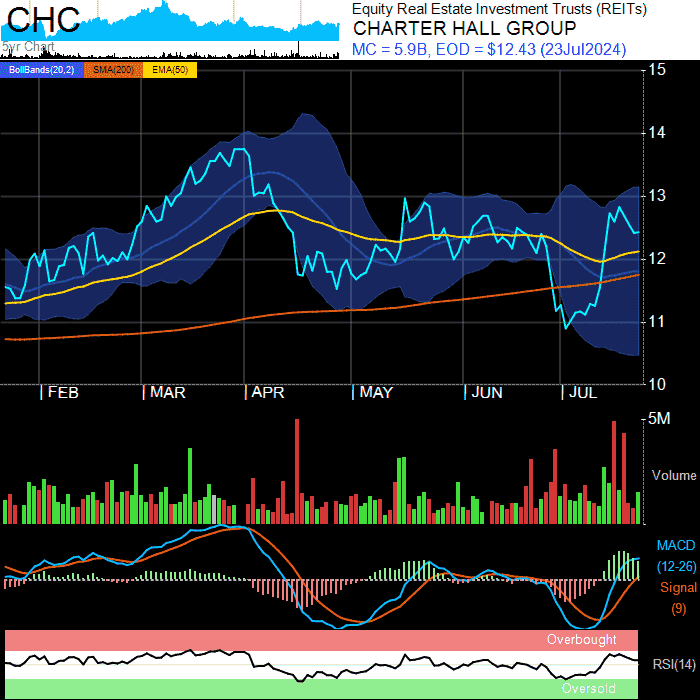 CHC
5yr Chart
Equity Real Estate Investment Trusts (REITs)
CHARTER HALL GROUP
MC = 5.9B, EOD = $12.43 (23Jul2024)
BollBands(20,2) SMA(200) EMA(50)
15
14
13
12
11
10
FEB MAR APR MAY JUN JUL
5M
Volume
MACD
(12-26)
Signal
(9)
Overbought
RSI(14)
Oversold